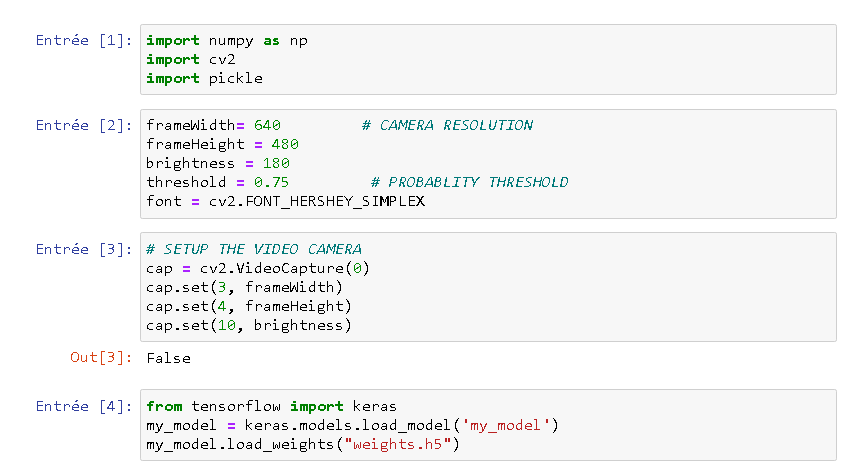 Entrée [1]: import numpy as np
import cv2
import pickle
Entrée [2]: frameWidth= 640         # CAMERA RESOLUTION
frameHeight = 480
brightness = 180
threshold = 0.75         # PROBABLITY THRESHOLD
font = cv2.FONT_HERSHEY_SIMPLEX
Entrée [3]: # SETUP THE VIDEO CAMERA
cap = cv2.VideoCapture(0)
cap.set(3, frameWidth)
cap.set(4, frameHeight)
cap.set(10, brightness)
Out[3]: False
Entrée [4]: from tensorflow import keras
my_model = keras.models.load_model('my_model')
my_model.load_weights("weights.h5")